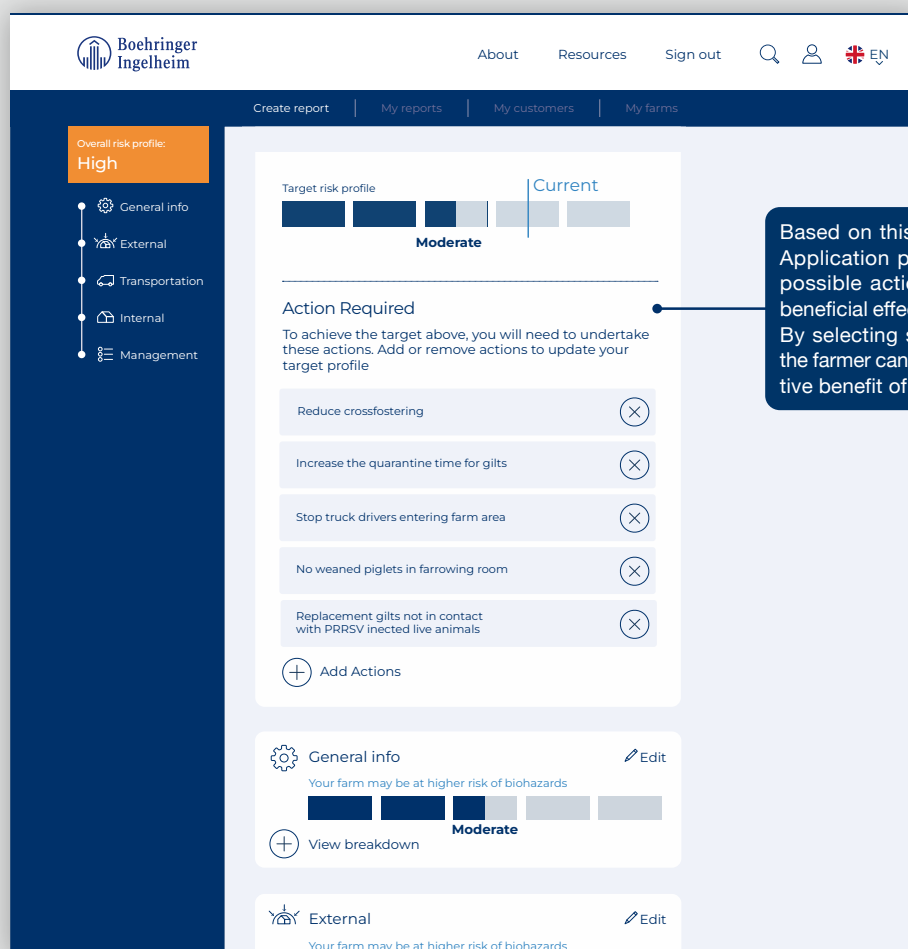 Boehringer
Ingelheim
About Resources Sign out EN
Create report My reports My customers My farms
Overall risk profile:
High
General info
External
Transportation
Internal
Management
Target risk profile
Current
Moderate
Action Required
To achieve the target above, you will need to undertake
these actions. Add or remove actions to update your
target profile
Reduce crossfostering
Increase the quarantine time for gilts
Stop truck drivers entering farm area
No weaned piglets in farrowing room
Replacement gilts not in contact
with PRRSV inected live animals
Add Actions
Based on this
Application p
possible actio
beneficial effe
By selecting s
the farmer can
tive benefit of
General info
Edit
Your farm may be at higher risk of biohazards
Moderate
View breakdown
External
Edit
Your farm may be at higher risk of biohazards